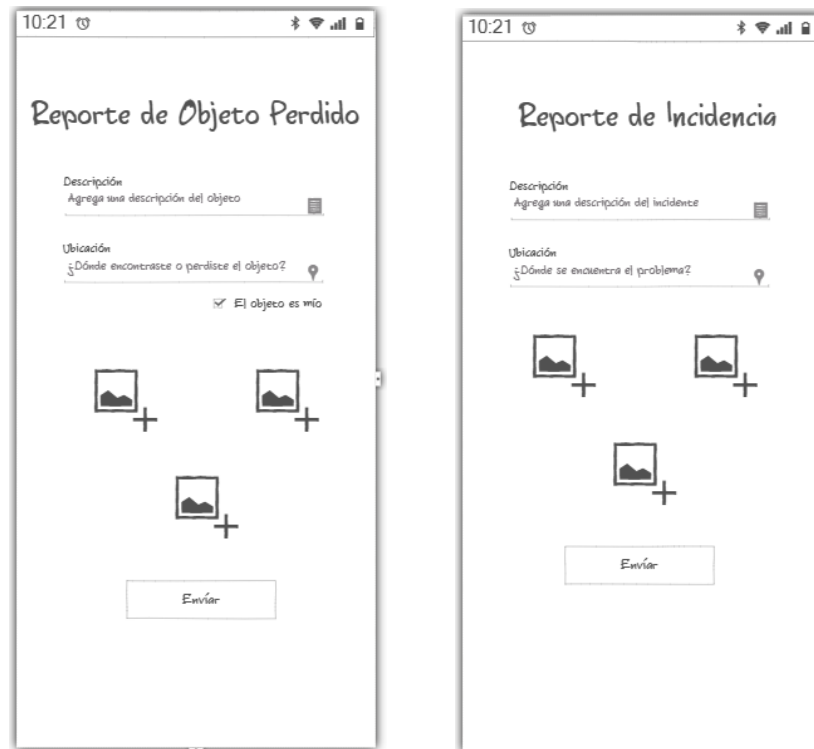 10:21
Reporte de Objeto Perdido
Descripción
Agrega una descripción del objeto
Ubicación
¿Dónde encontraste o perdiste el objeto?
El objeto es mío
Envíar
10:21
Reporte de Incidencia
Descripción
Agrega una descripción del incidente
Ubicación
¿Dónde se encuentra el problema?
Envíar